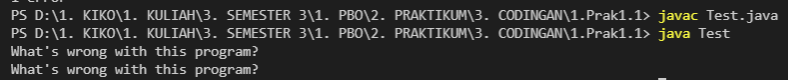 1 error
PS D:\1. KIKO\1. KULIAH\3. SEMESTER 3\1. PBO\2. PRAKTIKUM\3. CODINGAN\1.Prak1.1> javac Test.java
PS D:\1. KIKO\1. KULIAH\3. SEMESTER 3\1. PBO\2. PRAKTIKUM\3. CODINGAN\1.Prak1.1> java Test
What's wrong with this program?
What's wrong with this program?